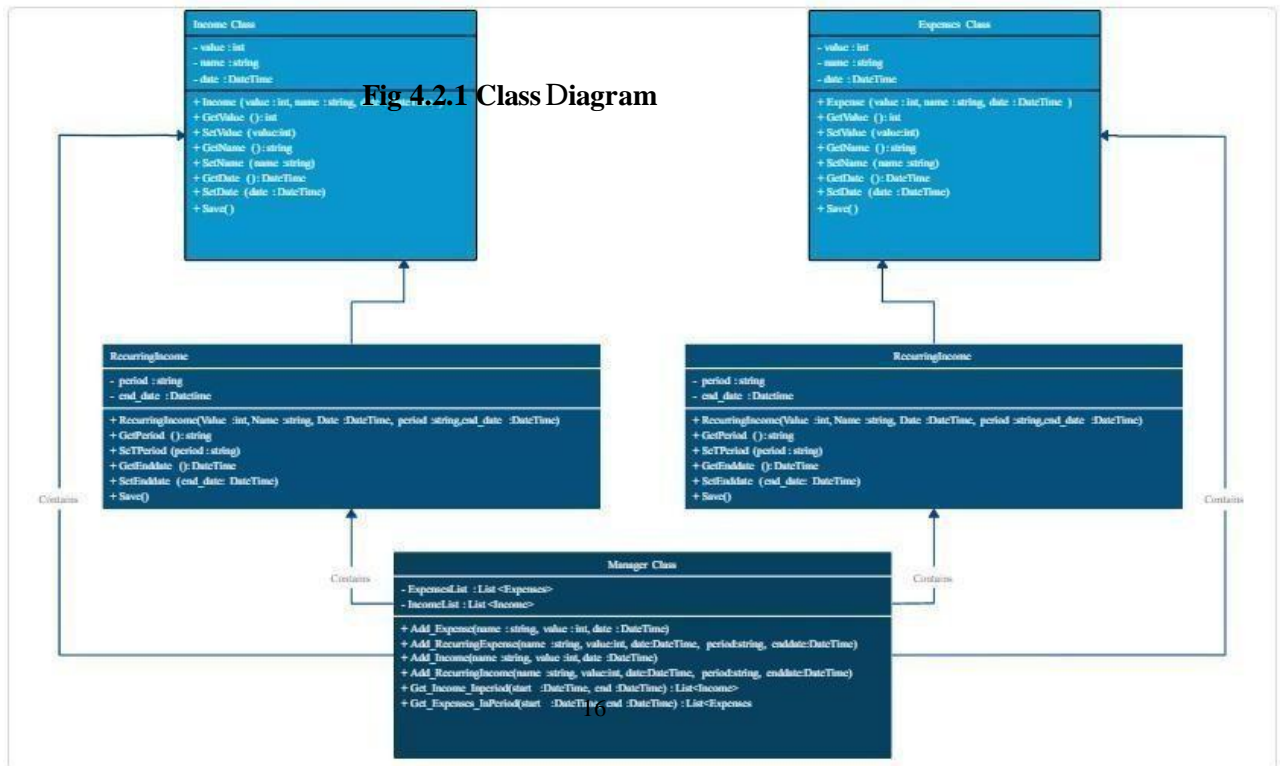 Income Class
- value : int
- name : string
- date : DateTime
Fig 4.2.1 Class Diagram
+ Income (value : int, name : string,
+ GetValue (): int
+ SetValue (value:int)
+ GetName (): string
+ SetName (name :string)
+ GetDate (): DateTime
+ SetDate (date : DateTime)
+ Save()
Expenses Class
- value : int
- name : string
- date : DateTime
+ Expense (value : int, name : string, date : DateTime )
+ GetValue (): int
+ SetValue (value:int)
+ GetName (): string
+ SetName (name :string)
+ GetDate (): DateTime
+ SetDate (date : DateTime)
+ Save()
RecurringIncome
- period : string
- end_date : Datetime
+ RecurringIncome(Value :int, Name :string, Date :DateTime, period :string,end_date :DateTime)
+ GetPeriod (): string
+ SeTPeriod (period : string)
+ GetEnddate (): DateTime
+ SetEnddate (end_date: DateTime)
+ Save()
RecurringIncome
- period : string
- end_date : Datetime
+ RecurringIncome(Value :int, Name :string, Date :DateTime, period :string,end_date :DateTime)
+ GetPeriod (): string
+ SeTPeriod (period : string)
+ GetEnddate (): DateTime
+ SetEnddate (end_date: DateTime)
+ Save()
Contains
Contains
Contains
Contains
Manager Class
- ExpensesList : List <Expenses>
- IncomeList : List <Income>
+ Add_Expense(name : string, value : int, date : DateTime)
+ Add_RecurringExpense(name :string, value:int, date:DateTime, period:string, enddate:DateTime)
+ Add_Income(name :string, value :int, date :DateTime)
+ Add_RecurringIncome(name :string, value:int, date:DateTime, period:string, enddate:DateTime)
+ Get_Income_Inperiod(start :DateTime, end :DateTime) : List<Income>
+ Get_Expenses_InPeriod(start :DateTime, end :DateTime) : List<Expenses
16